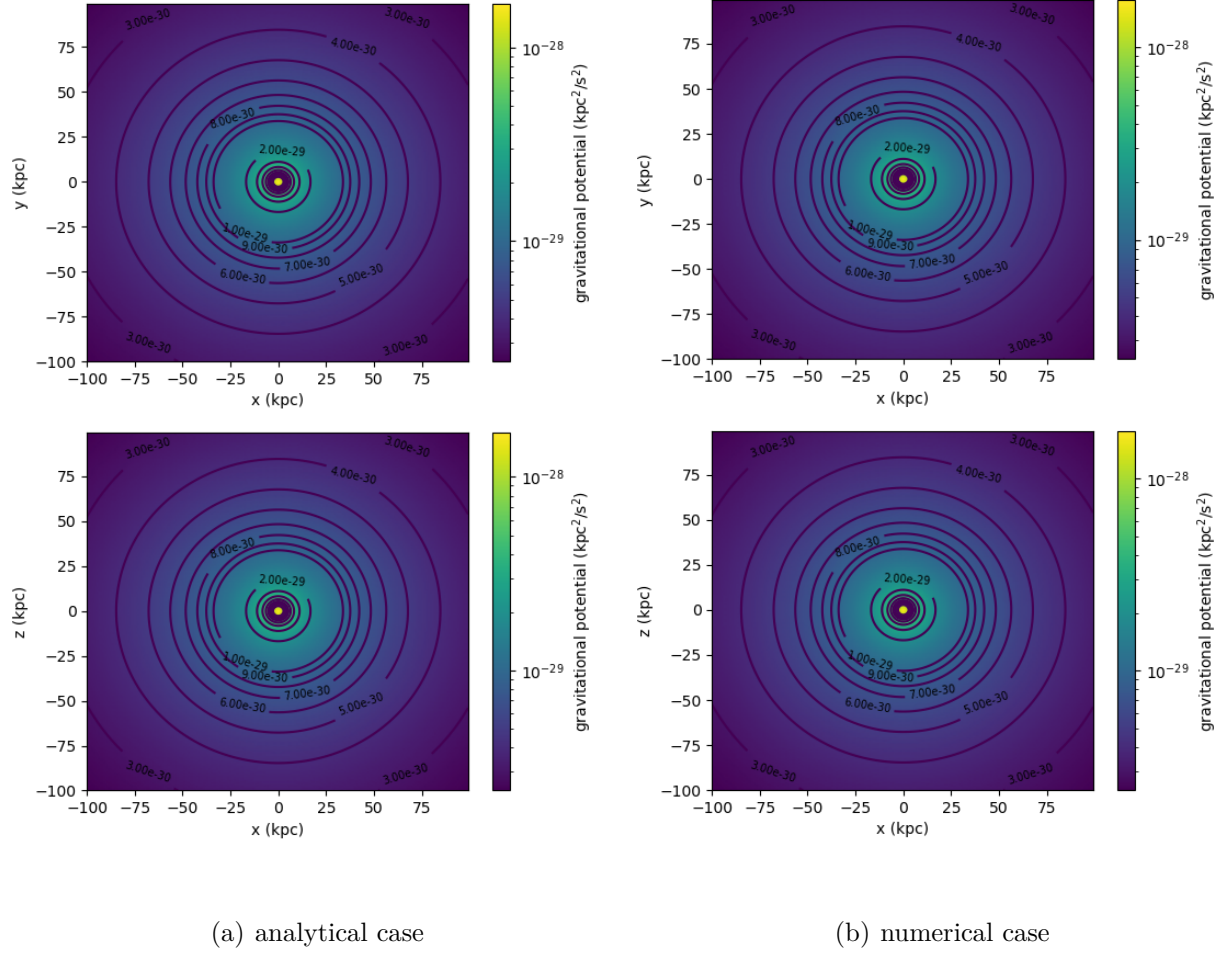 3.00e-30
3.00e-30
4.00e-30
8.00e-30
2.00e-29
1.00e-29
9.00e-30
7.00e-30
6.00e-30
5.00e-30
3.00e-30
3.00e-30
75
50
25
0
−25
−50
−75
−100
y (kpc)
−100 −75 −50 −25 0 25 50 75
x (kpc)
10−28
10−29
gravitational potential (kpc2/s2)
3.00e-30
3.00e-30
4.00e-30
8.00e-30
2.00e-29
1.00e-29
9.00e-30
7.00e-30
6.00e-30
5.00e-30
3.00e-30
3.00e-30
75
50
25
0
−25
−50
−75
−100
y (kpc)
−100 −75 −50 −25 0 25 50 75
x (kpc)
10−28
10−29
gravitational potential (kpc2/s2)
3.00e-30
3.00e-30
4.00e-30
8.00e-30
2.00e-29
1.00e-29
9.00e-30
7.00e-30
6.00e-30
5.00e-30
3.00e-30
3.00e-30
75
50
25
0
−25
−50
−75
−100
z (kpc)
−100 −75 −50 −25 0 25 50 75
x (kpc)
10−28
10−29
gravitational potential (kpc2/s2)
3.00e-30
3.00e-30
4.00e-30
8.00e-30
2.00e-29
1.00e-29
9.00e-30
7.00e-30
6.00e-30
5.00e-30
3.00e-30
3.00e-30
75
50
25
0
−25
−50
−75
−100
z (kpc)
−100 −75 −50 −25 0 25 50 75
x (kpc)
10−28
10−29
gravitational potential (kpc2/s2)
(a) analytical case
(b) numerical case